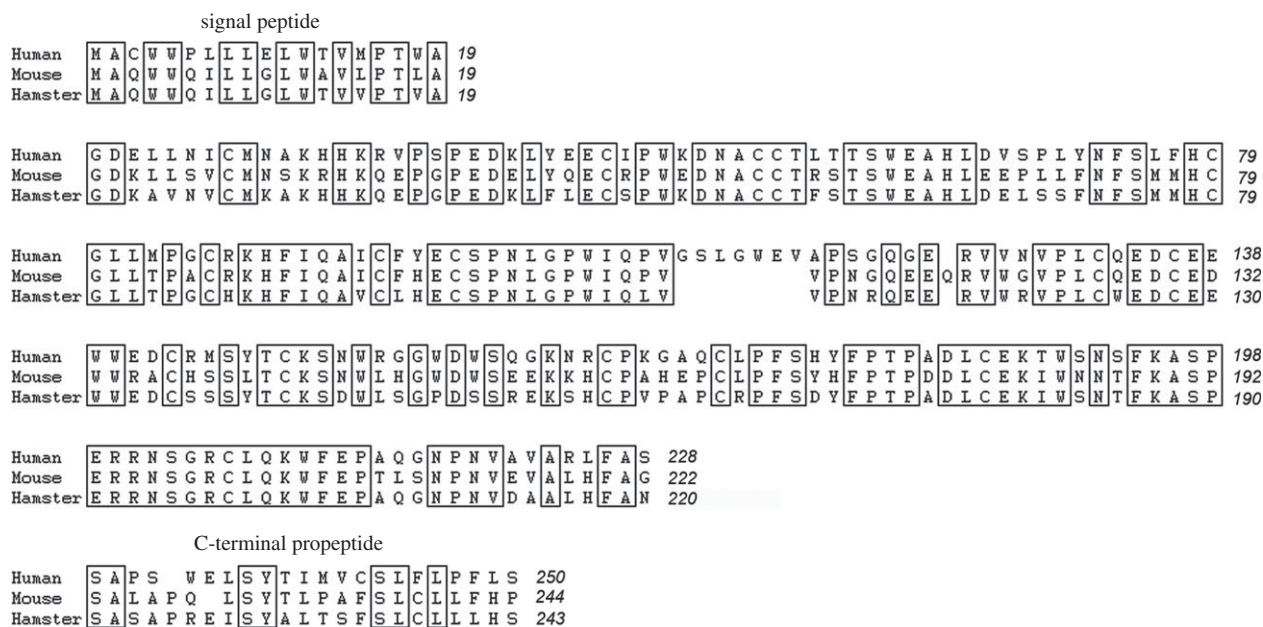 signal peptide
Human M A C W W P L L L E L W T V M P T W A 19
Mouse M A Q W W Q I L L G L W A V L P T L A 19
Hamster M A Q W W Q I L L G L W T V V P T V A 19
Human G D E L L N I C M N A K H H K R V P S P E D K L Y E E C I P W K D N A C C T L T T S W E A H L D V S P L Y N F S L F H C 79
Mouse G D K L L S V C M N S K R H K Q E P G P E D E L Y Q E C R P W E D N A C C T R S T S W E A H L E E P L L F N F S M M H C 79
Hamster G D K A V N V C M K A K H H K Q E P G P E D K L F L E C S P W K D N A C C T F S T S W E A H L D E L S S F N F S M M H C 79
Human G L L M P G C R K H F I Q A I C F Y E C S P N L G P W I Q P V G S L G W E V A P S G Q G E R V V N V P L C Q E D C E E 138
Mouse G L L T P A C R K H F I Q A I C F H E C S P N L G P W I Q P V V P N G Q E E Q R V W G V P L C Q E D C E D 132
Hamster G L L T P G C H K H F I Q A V C L H E C S P N L G P W I Q L V V P N R Q E E R V W R V P L C W E D C E E 130
Human W W E D C R M S Y T C K S N W R G G W D W S Q G K N R C P K G A Q C L P F S H Y F P T P A D L C E K T W S N S F K A S P 198
Mouse W W R A C H S S L T C K S N W L H G W D W S E E K K H C P A H E P C L P F S Y H F P T P D D L C E K I W N N T F K A S P 192
Hamster W W E D C S S S Y T C K S D W L S G P D S S R E K S H C P V P A P C R P F S D Y F P T P A D L C E K I W S N T F K A S P 190
Human E R R N S G R C L Q K W F E P A Q G N P N V A V A R L F A S 228
Mouse E R R N S G R C L Q K W F E P T L S N P N V E V A L H F A G 222
Hamster E R R N S G R C L Q K W F E P A Q G N P N V D A A L H F A N 220
C-terminal propeptide
Human S A P S W E L S Y T I M V C S L F L P F L S 250
Mouse S A L A P Q L S Y T L P A F S L C L L F H P 244
Hamster S A S A P R E I S Y A L T S F S L C L L L H S 243